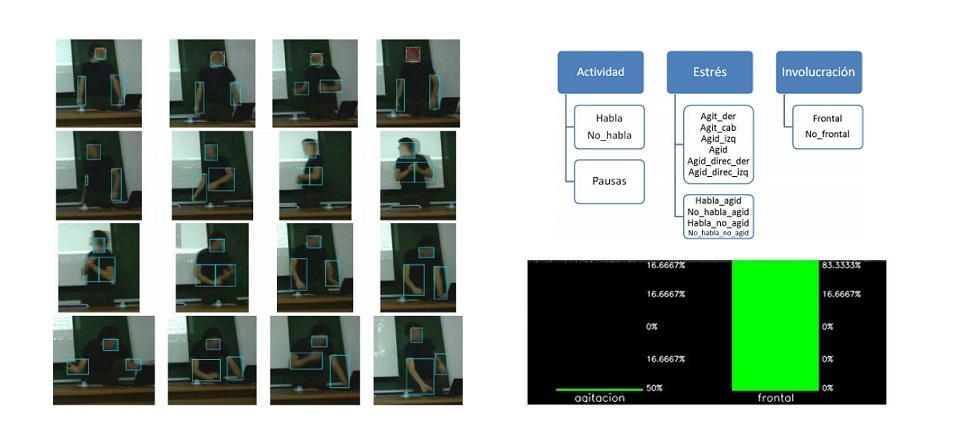 Actividad
Estrés
Involucración
Habla
No_habla
Pausas
Agit_der
Agit_cab
Agid_izq
Agid
Agid_direc_der
Agid_direc_izq
Habla_agid
No_habla_agid
Habla_no_agid
No_habla_no_agid
Frontal
No_frontal
16.6667%
16.6667%
0%
16.6667%
50%
agitacion
83.3333%
16.6667%
0%
0%
0%
frontal